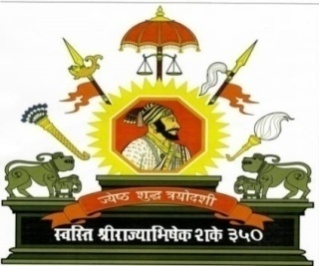 ज्येष्ठ शुद्ध त्रयोदशी
स्वस्ति श्रीराज्याभिषेक शके ३५०